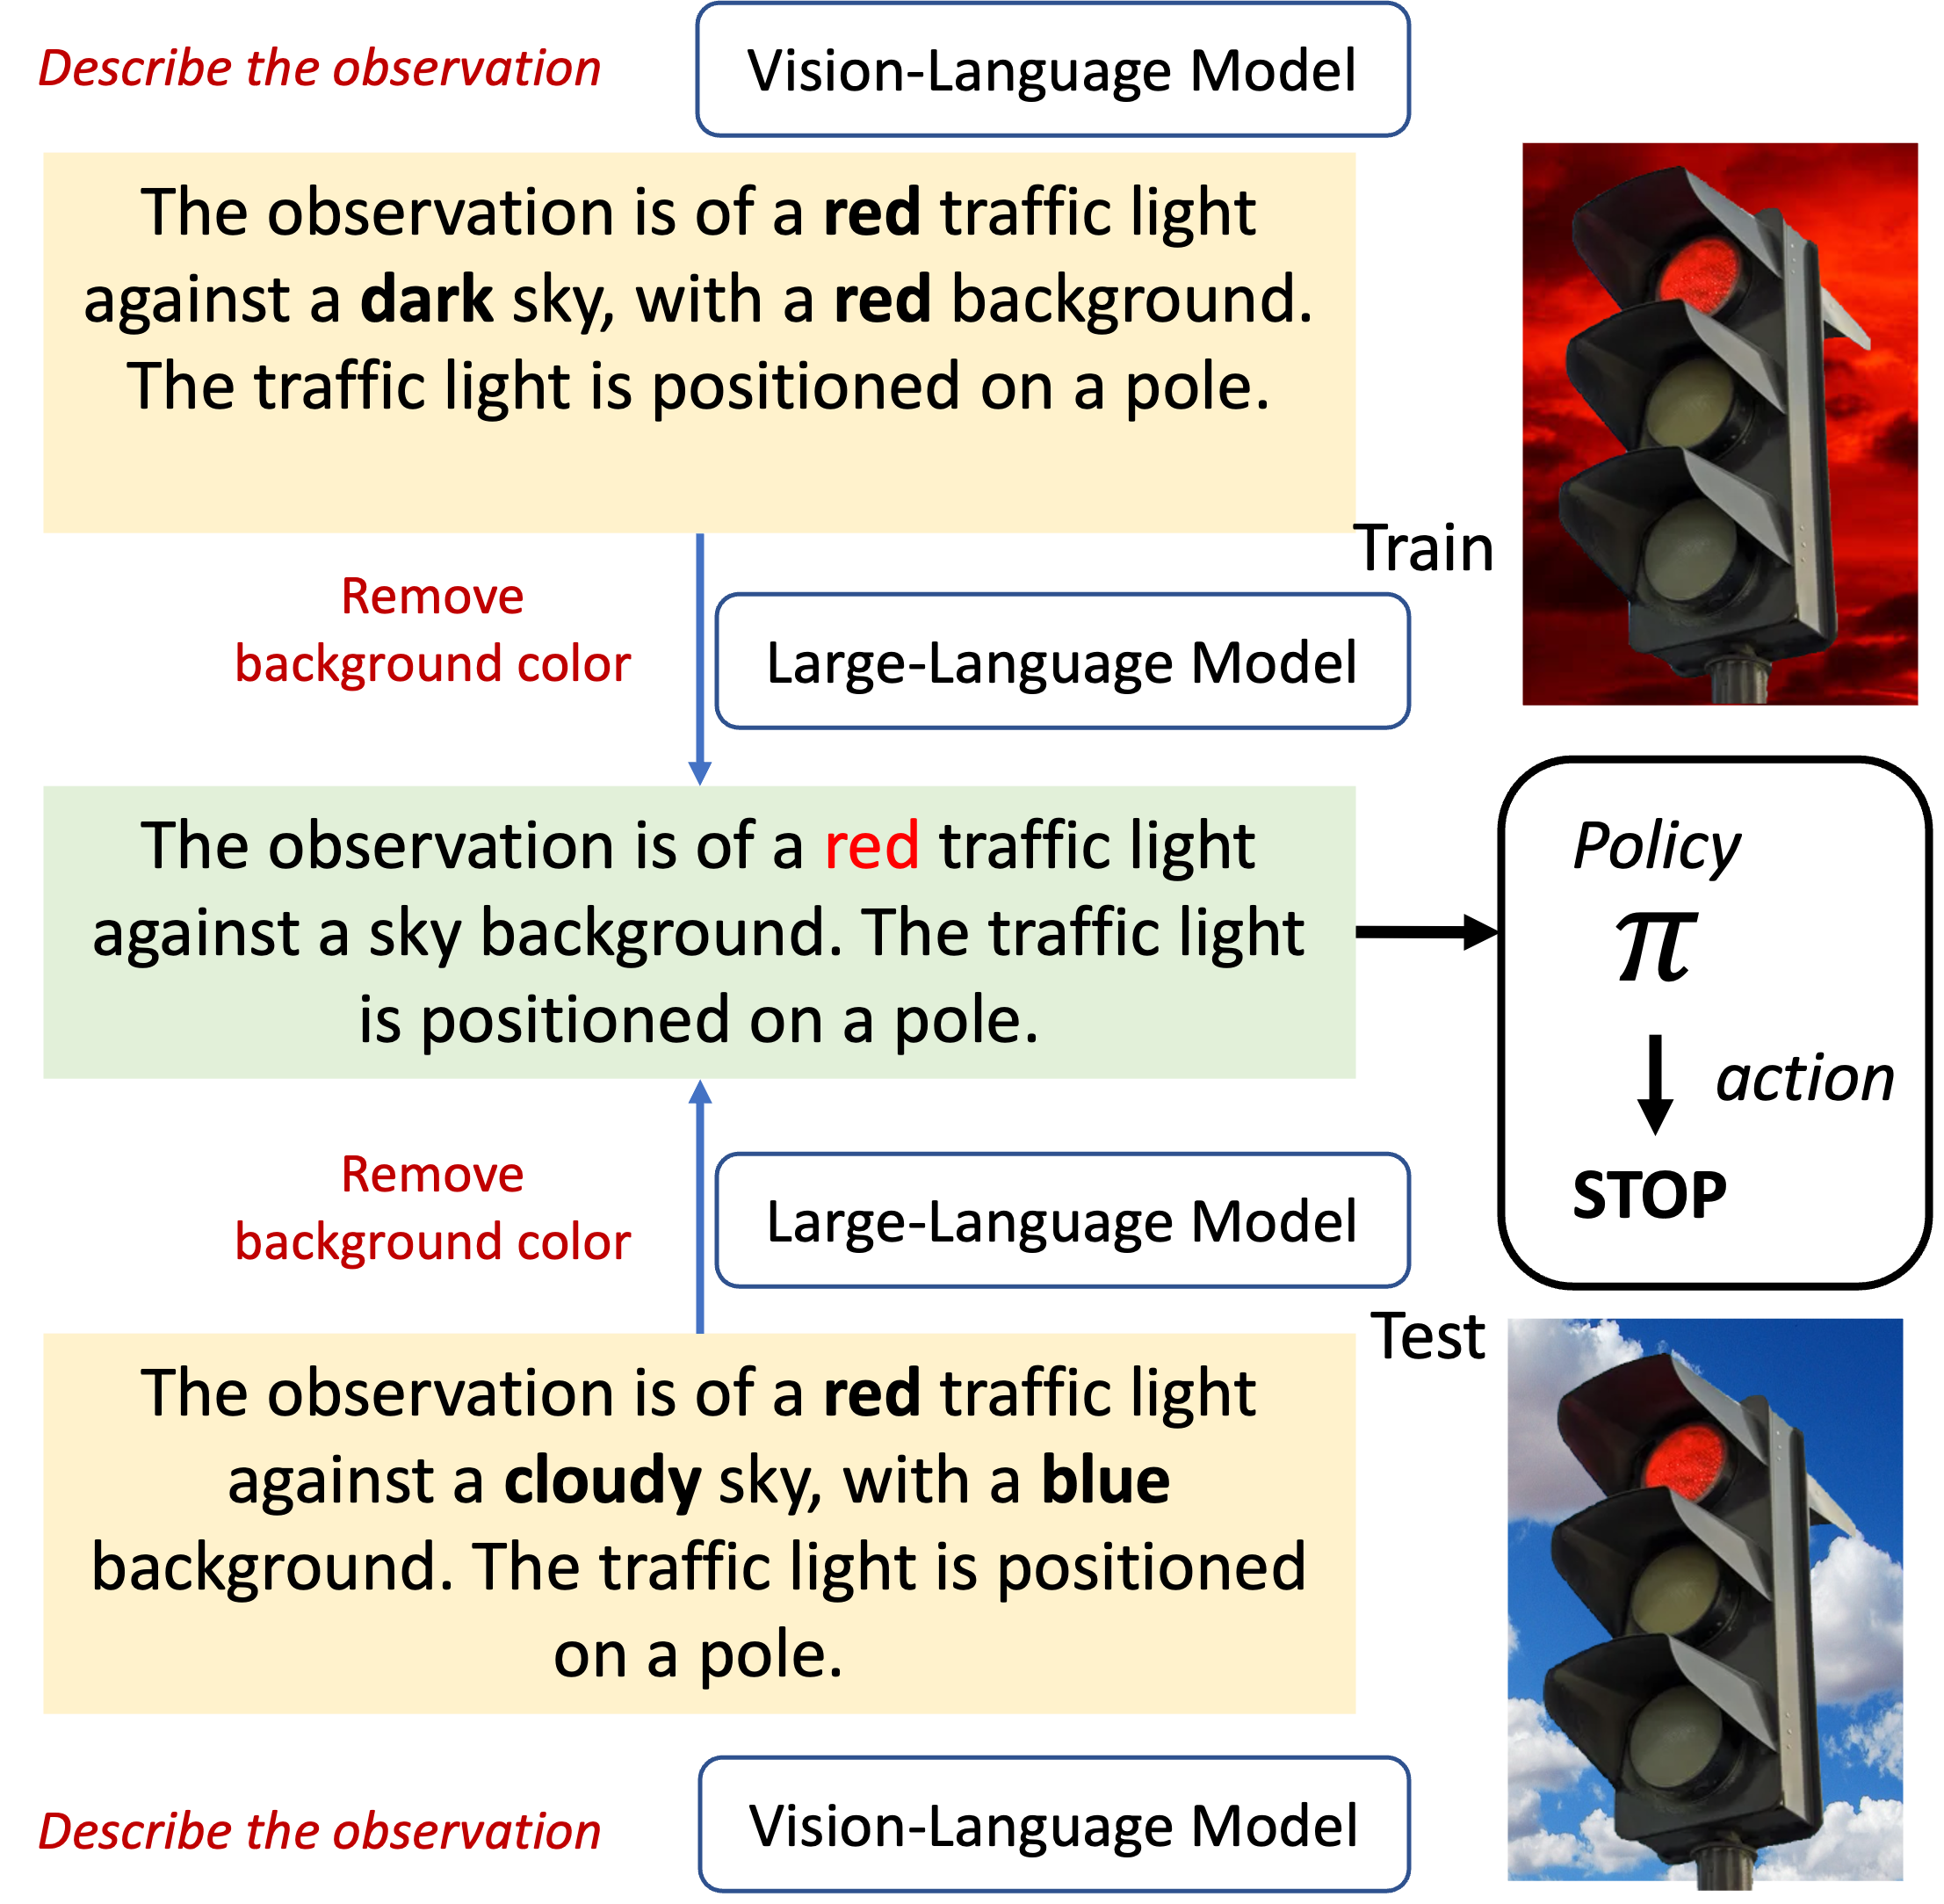 Describe the observation
Vision-Language Model
The observation is of a red traffic light
against a dark sky, with a red background.
The traffic light is positioned on a pole.
Train
Remove
background color
Large-Language Model
The observation is of a red traffic light
against a sky background. The traffic light
is positioned on a pole.
Policy
π
action
STOP
Remove
background color
Large-Language Model
Test
The observation is of a red traffic light
against a cloudy sky, with a blue
background. The traffic light is positioned
on a pole.
Describe the observation
Vision-Language Model